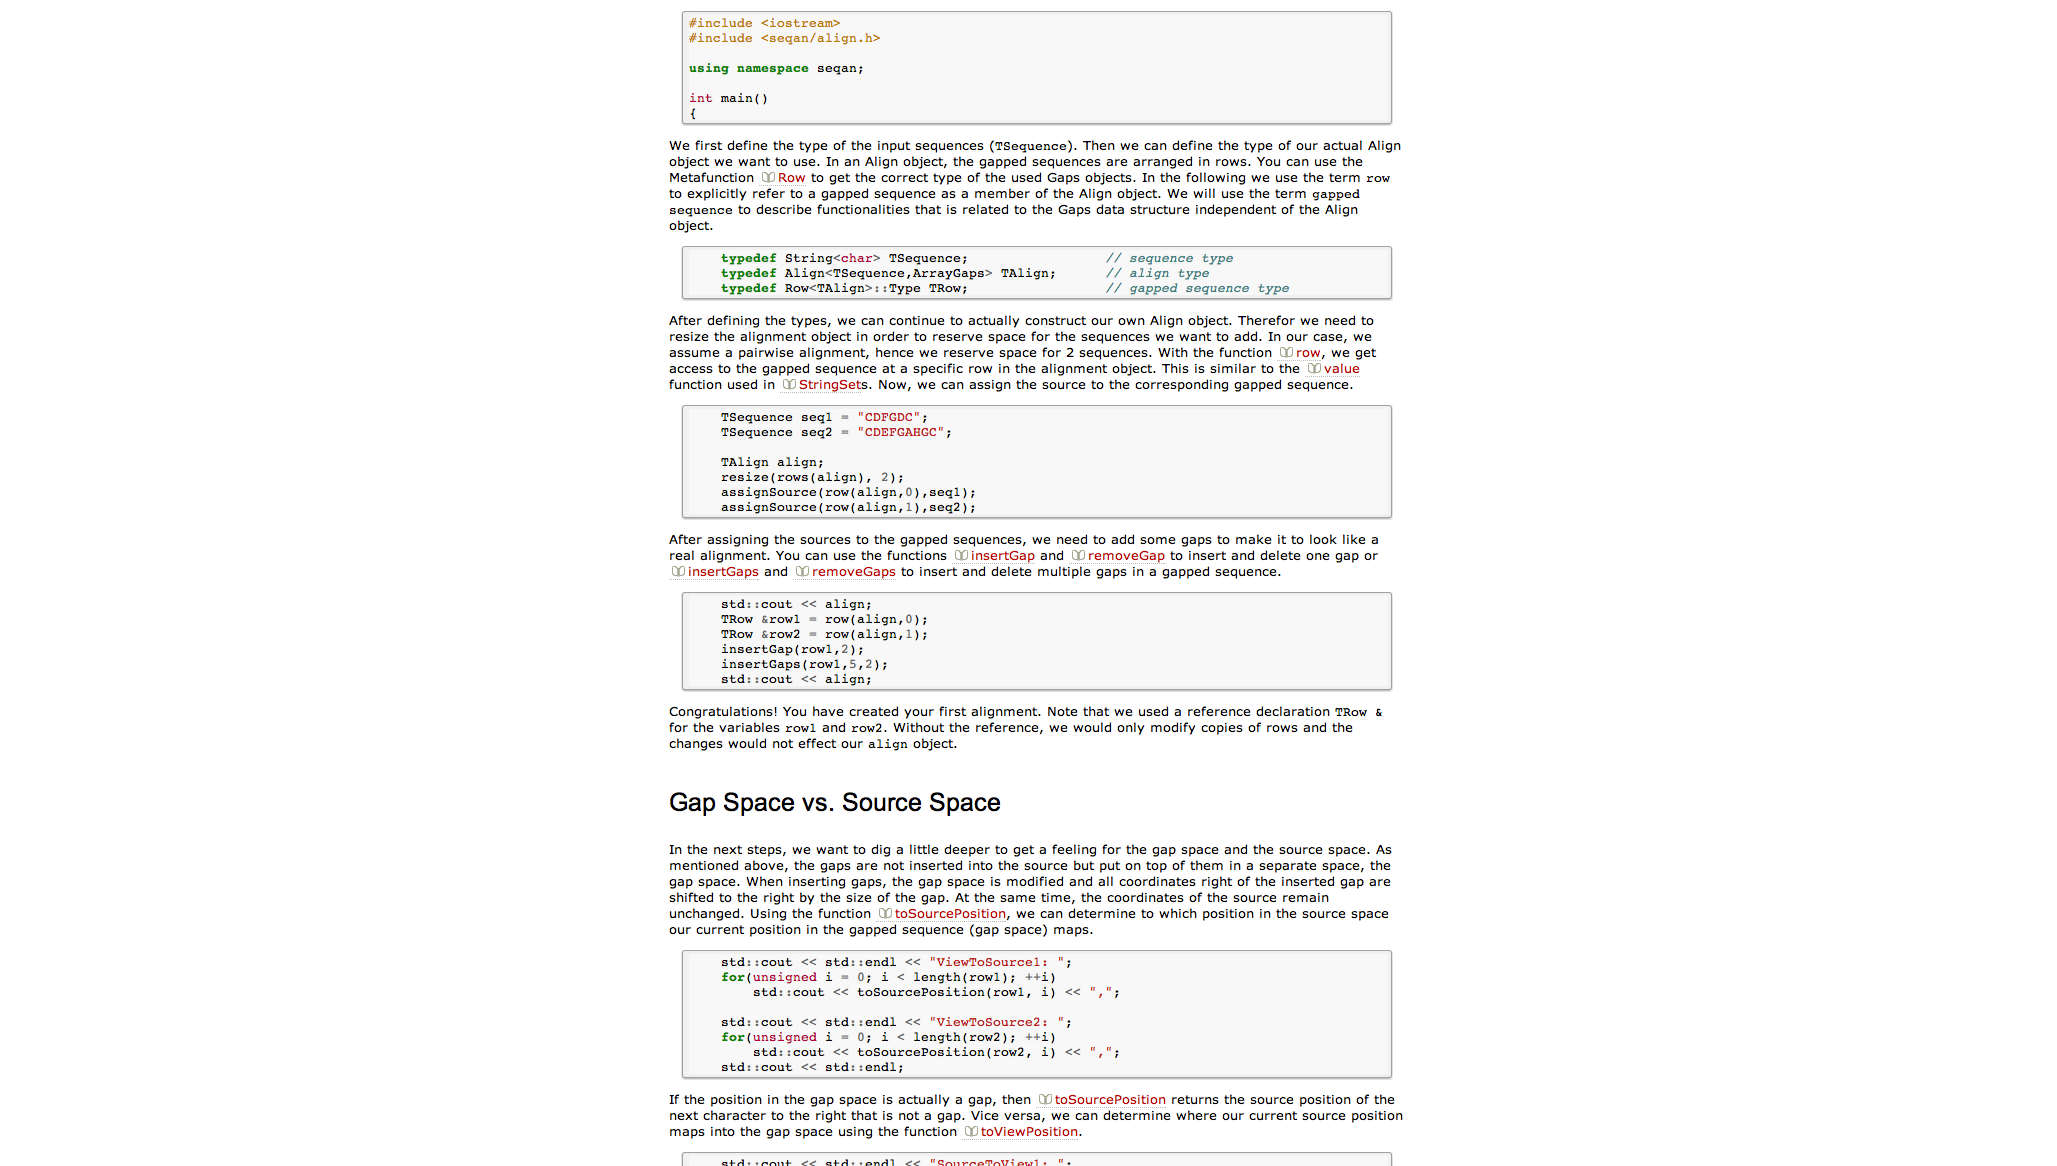 #include <iostream>
#include <seqan/align.h>
using namespace seqan;
int main()
{
We first define the type of the input sequences (TSequence). Then we can define the type of our actual Align
object we want to use. In an Align object, the gapped sequences are arranged in rows. You can use the
Metafunction Row to get the correct type of the used Gaps objects. In the following we use the term row
to explicitly refer to a gapped sequence as a member of the Align object. We will use the term gapped
sequence to describe functionalities that is related to the Gaps data structure independent of the Align
object.
typedef String<char> TSequence; // sequence type
typedef Align<TSequence,ArrayGaps> TAlign; // align type
typedef Row<TAlign>::Type TRow; // gapped sequence type
After defining the types, we can continue to actually construct our own Align object. Therefor we need to
resize the alignment object in order to reserve space for the sequences we want to add. In our case, we
assume a pairwise alignment, hence we reserve space for 2 sequences. With the function row, we get
access to the gapped sequence at a specific row in the alignment object. This is similar to the value
function used in StringSets. Now, we can assign the source to the corresponding gapped sequence.
TSequence seq1 = "CDFGDC";
TSequence seq2 = "CDEFGAHGC";
TAlign align;
resize(rows(align), 2);
assignSource(row(align,0),seq1);
assignSource(row(align,1),seq2);
After assigning the sources to the gapped sequences, we need to add some gaps to make it to look like a
real alignment. You can use the functions insertGap and removeGap to insert and delete one gap or
insertGaps and removeGaps to insert and delete multiple gaps in a gapped sequence.
std::cout << align;
TRow &row1 = row(align,0);
TRow &row2 = row(align,1);
insertGap(row1,2);
insertGaps(row1,5,2);
std::cout << align;
Congratulations! You have created your first alignment. Note that we used a reference declaration TRow &
for the variables row1 and row2. Without the reference, we would only modify copies of rows and the
changes would not effect our align object.
Gap Space vs. Source Space
In the next steps, we want to dig a little deeper to get a feeling for the gap space and the source space. As
mentioned above, the gaps are not inserted into the source but put on top of them in a separate space, the
gap space. When inserting gaps, the gap space is modified and all coordinates right of the inserted gap are
shifted to the right by the size of the gap. At the same time, the coordinates of the source remain
unchanged. Using the function toSourcePosition, we can determine to which position in the source space
our current position in the gapped sequence (gap space) maps.
std::cout << std::endl << "ViewToSource1: ";
for(unsigned i = 0; i < length(row1); ++i)
std::cout << toSourcePosition(row1, i) << ",";
std::cout << std::endl << "ViewToSource2: ";
for(unsigned i = 0; i < length(row2); ++i)
std::cout << toSourcePosition(row2, i) << ",";
std::cout << std::endl;
If the position in the gap space is actually a gap, then toSourcePosition returns the source position of the
next character to the right that is not a gap. Vice versa, we can determine where our current source position
maps into the gap space using the function toViewPosition.
std::cout << std::endl << "SourceToView1: ";